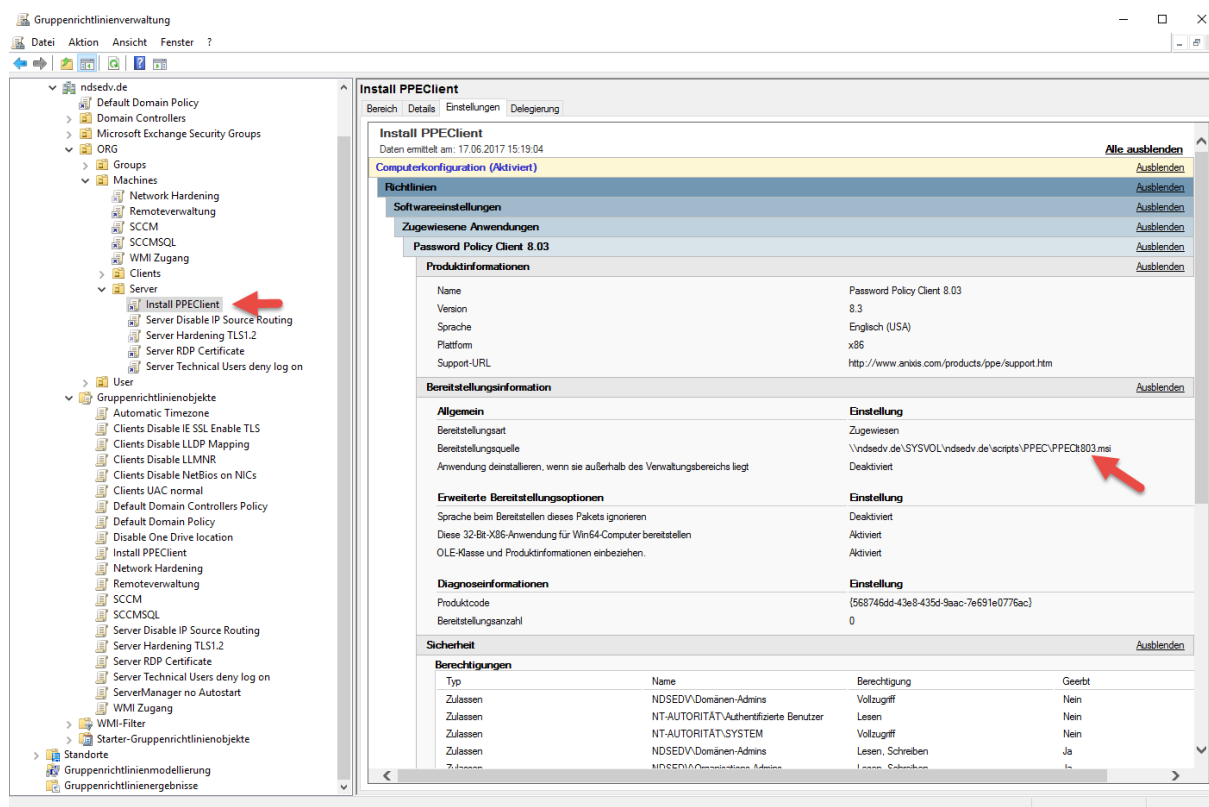 Gruppenrichtlinienverwaltung
Datei Aktion Ansicht Fenster ?
ndsedv.de
Default Domain Policy
Domain Controllers
Microsoft Exchange Security Groups
ORG
Groups
Machines
Network Hardening
Remoteverwaltung
SCCM
SCCMSQL
WMI Zugang
Clients
Server
Install PPEClient
Server Disable IP Source Routing
Server Hardening TLS1.2
Server RDP Certificate
Server Technical Users deny log on
User
Gruppenrichtlinienobjekte
Automatic Timezone
Clients Disable IE SSL Enable TLS
Clients Disable LLDP Mapping
Clients Disable LLMNR
Clients Disable NetBios on NICs
Clients UAC normal
Default Domain Controllers Policy
Default Domain Policy
Disable One Drive location
Install PPEClient
Network Hardening
Remoteverwaltung
SCCM
SCCMSQL
Server Disable IP Source Routing
Server Hardening TLS1.2
Server RDP Certificate
Server Technical Users deny log on
ServerManager no Autostart
WMI Zugang
WMI-Filter
Starter-Gruppenrichtlinienobjekte
Standorte
Gruppenrichtlinienmodellierung
Gruppenrichtlinienergebnisse
Install PPEClient
Bereich Details Einstellungen Delegierung
Install PPEClient
Daten ermittelt am: 17.06.2017 15:19:04 Alle ausblenden
Computerkonfiguration (Aktiviert) Ausblenden
Richtlinien Ausblenden
Softwareeinstellungen Ausblenden
Zugewiesene Anwendungen Ausblenden
Password Policy Client 8.03 Ausblenden
Produktinformationen Ausblenden
Name Password Policy Client 8.03
Version 8.3
Sprache Englisch (USA)
Plattform x86
Support-URL http://www.anixis.com/products/ppe/support.htm
Bereitstellungsinformation Ausblenden
Allgemein Einstellung
Bereitstellungsart Zugewiesen
Bereitstellungsquelle \\ndsedv.de\SYSVOL\ndsedv.de\scripts\PPEC\PPEClt803.msi
Anwendung deinstallieren, wenn sie außerhalb des Verwaltungsbereichs liegt Deaktiviert
Erweiterte Bereitstellungsoptionen Einstellung
Sprache beim Bereitstellen dieses Pakets ignorieren Deaktiviert
Diese 32-Bit-X86-Anwendung für Win64-Computer bereitstellen Aktiviert
OLE-Klasse und Produktinformationen einbeziehen. Aktiviert
Diagnoseinformationen Einstellung
Produktcode {568746dd-43e8-435d-9aac-7e691e0776ac}
Bereitstellungsanzahl 0
Sicherheit Ausblenden
Berechtigungen
Typ Name Berechtigung Geerbt
Zulassen NDSEDV\Domänen-Admins Vollzugriff Nein
Zulassen NT-AUTORITÄT\Authentifizierte Benutzer Lesen Nein
Zulassen NT-AUTORITÄT\SYSTEM Vollzugriff Nein
Zulassen NDSEDV\Domänen-Admins Lesen, Schreiben Ja
Zulassen NDSEDV\Organisations-Admins Lesen, Schreiben Ja